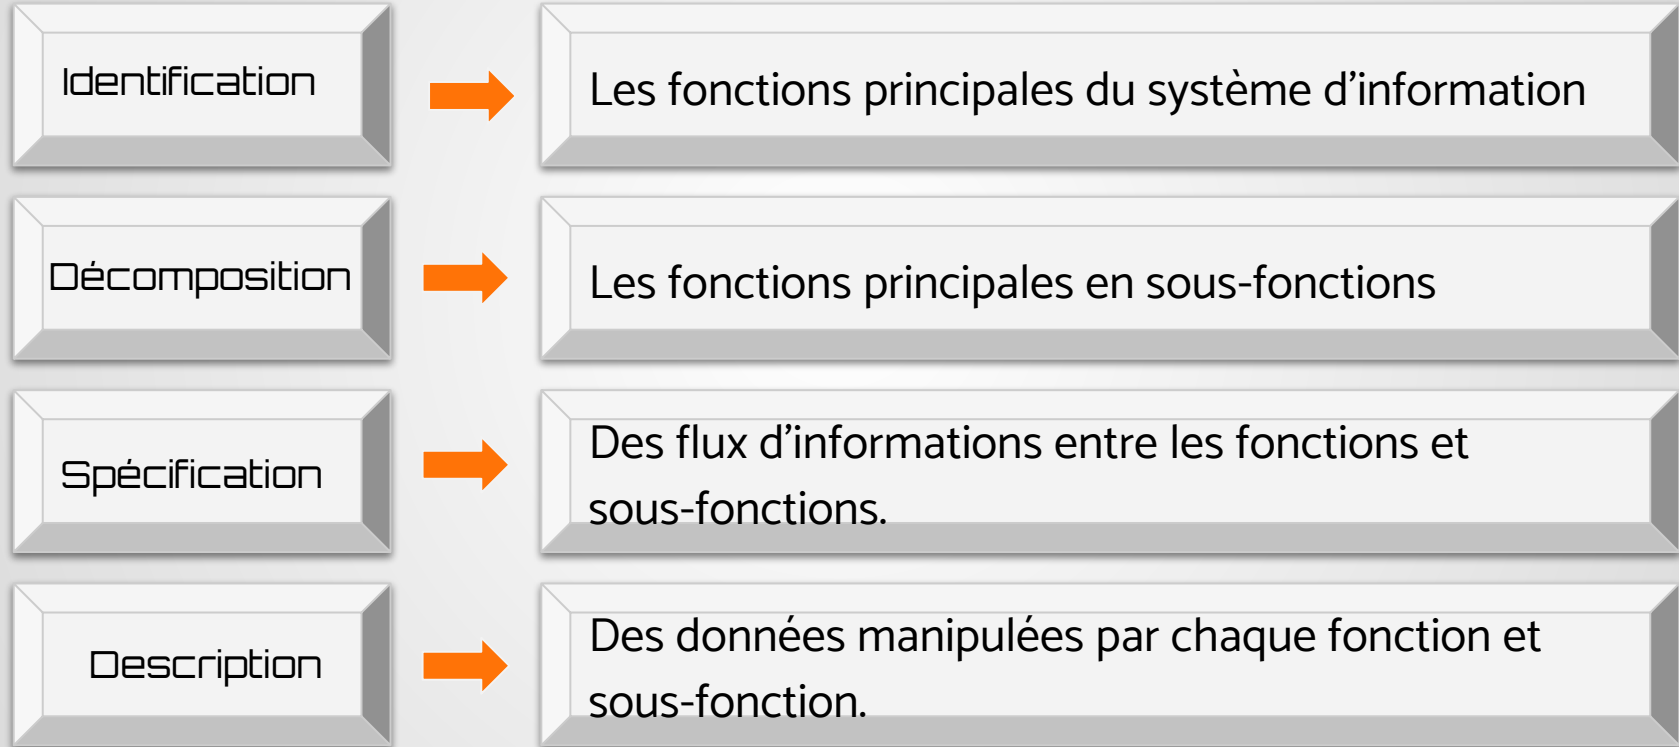 Identification
Les fonctions principales du système d’information
Décomposition
Les fonctions principales en sous-fonctions
Spécification
Des flux d’informations entre les fonctions et
sous-fonctions.
Description
Des données manipulées par chaque fonction et
sous-fonction.